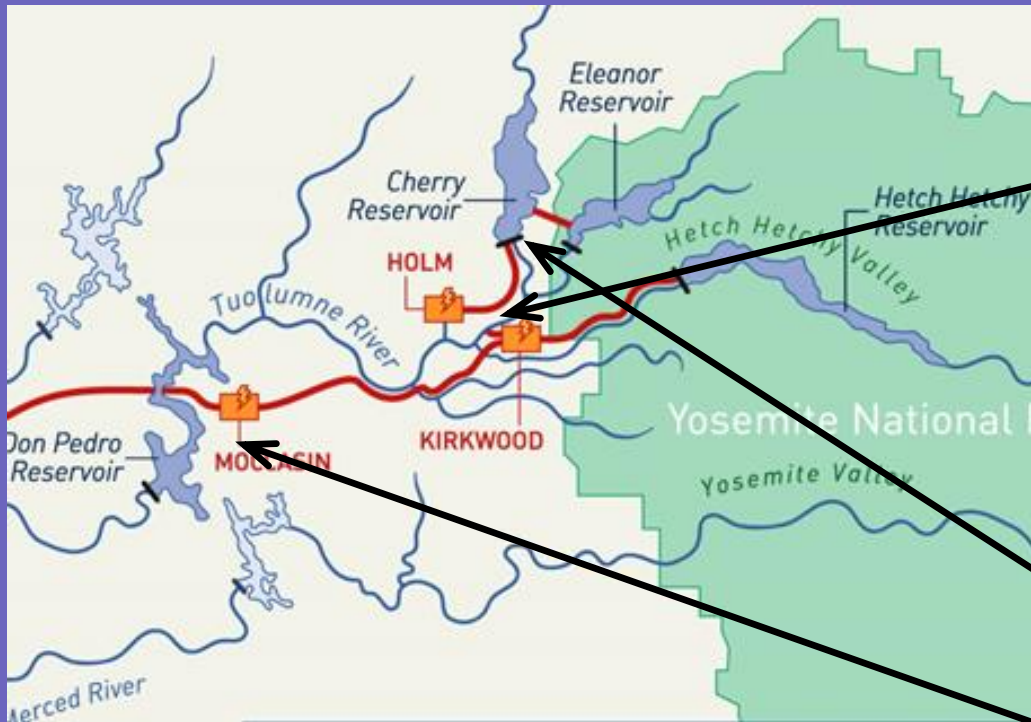 Eleanor
Reservoir
Cherry
Reservoir
Hetch Hetchy
Reservoir
Hetch Hetchy Valley
HOLM
Tuolumne River
KIRKWOOD
Yosemite National
Don Pedro
Reservoir
MOCCASIN
Yosemite Valley
Merced River